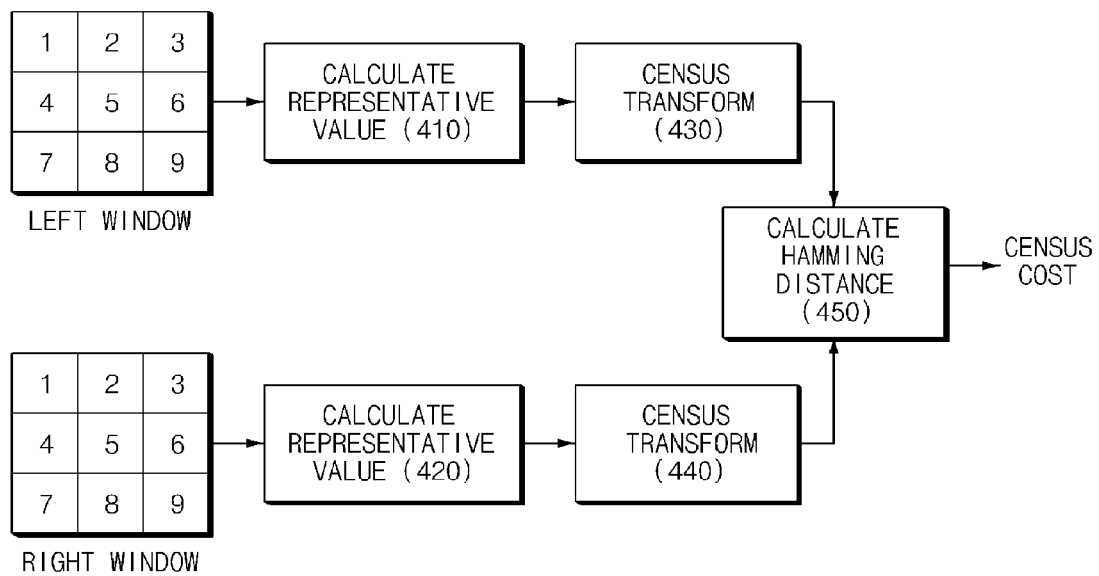 1 2 3
4 5 6
7 8 9
LEFT WINDOW
CALCULATE
REPRESENTATIVE
VALUE (410)
CENSUS
TRANSFORM
(430)
CALCULATE
HAMMING
DISTANCE
(450)
CENSUS
COST
1 2 3
4 5 6
7 8 9
RIGHT WINDOW
CALCULATE
REPRESENTATIVE
VALUE (420)
CENSUS
TRANSFORM
(440)